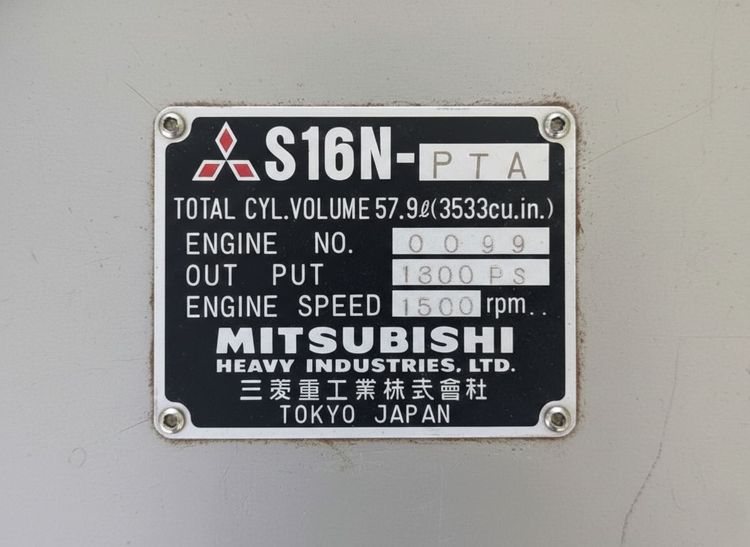 S16N-PTA
TOTAL CYL.VOLUME 57.9ℓ(3533cu.in.)
ENGINE NO. 0099
OUT PUT 1300PS
ENGINE SPEED 1500 rpm..
MITSUBISHI
HEAVY INDUSTRIES, LTD.
三菱重工業株式會社
TOKYO JAPAN